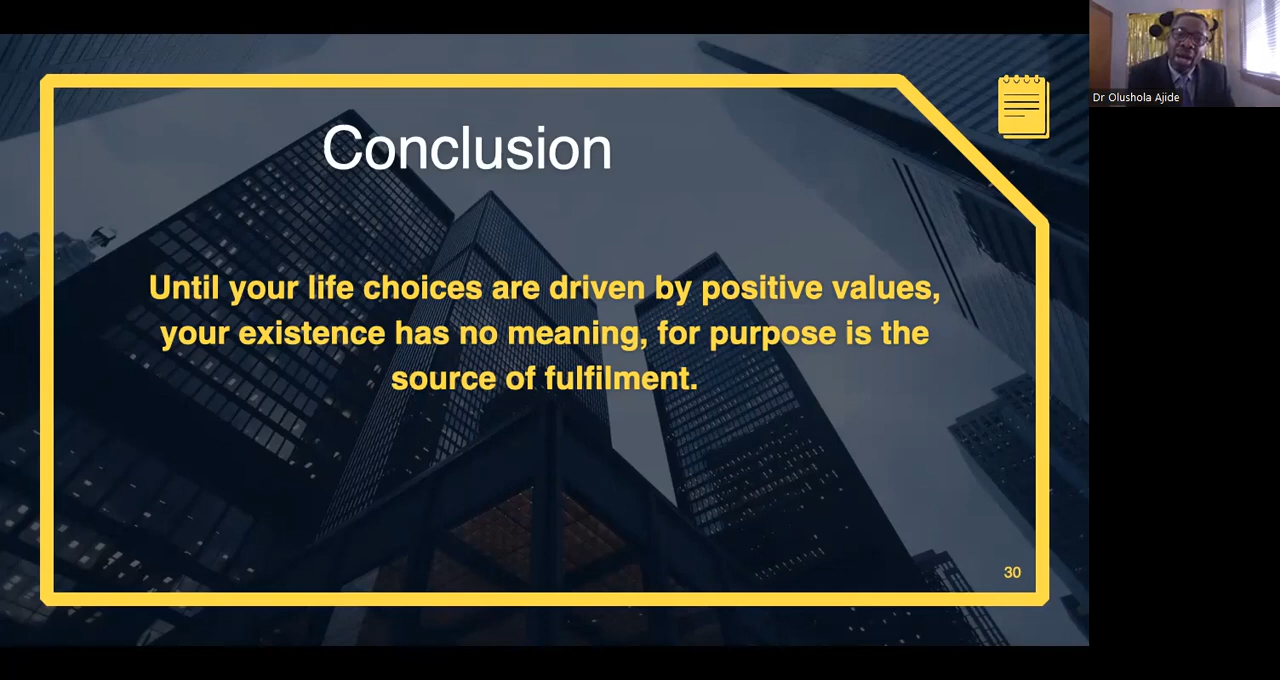 Conclusion
Until your life choices are driven by positive values,
your existence has no meaning, for purpose is the
source of fulfilment.
30
Dr Olushola Ajide